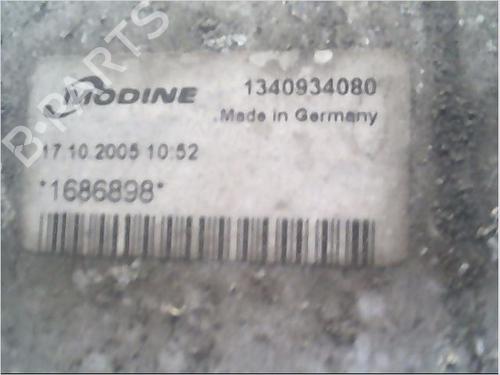 MODINE
1340934080
Made in Germany
17.10.2005 10:52
*1686898*
B-PARTS